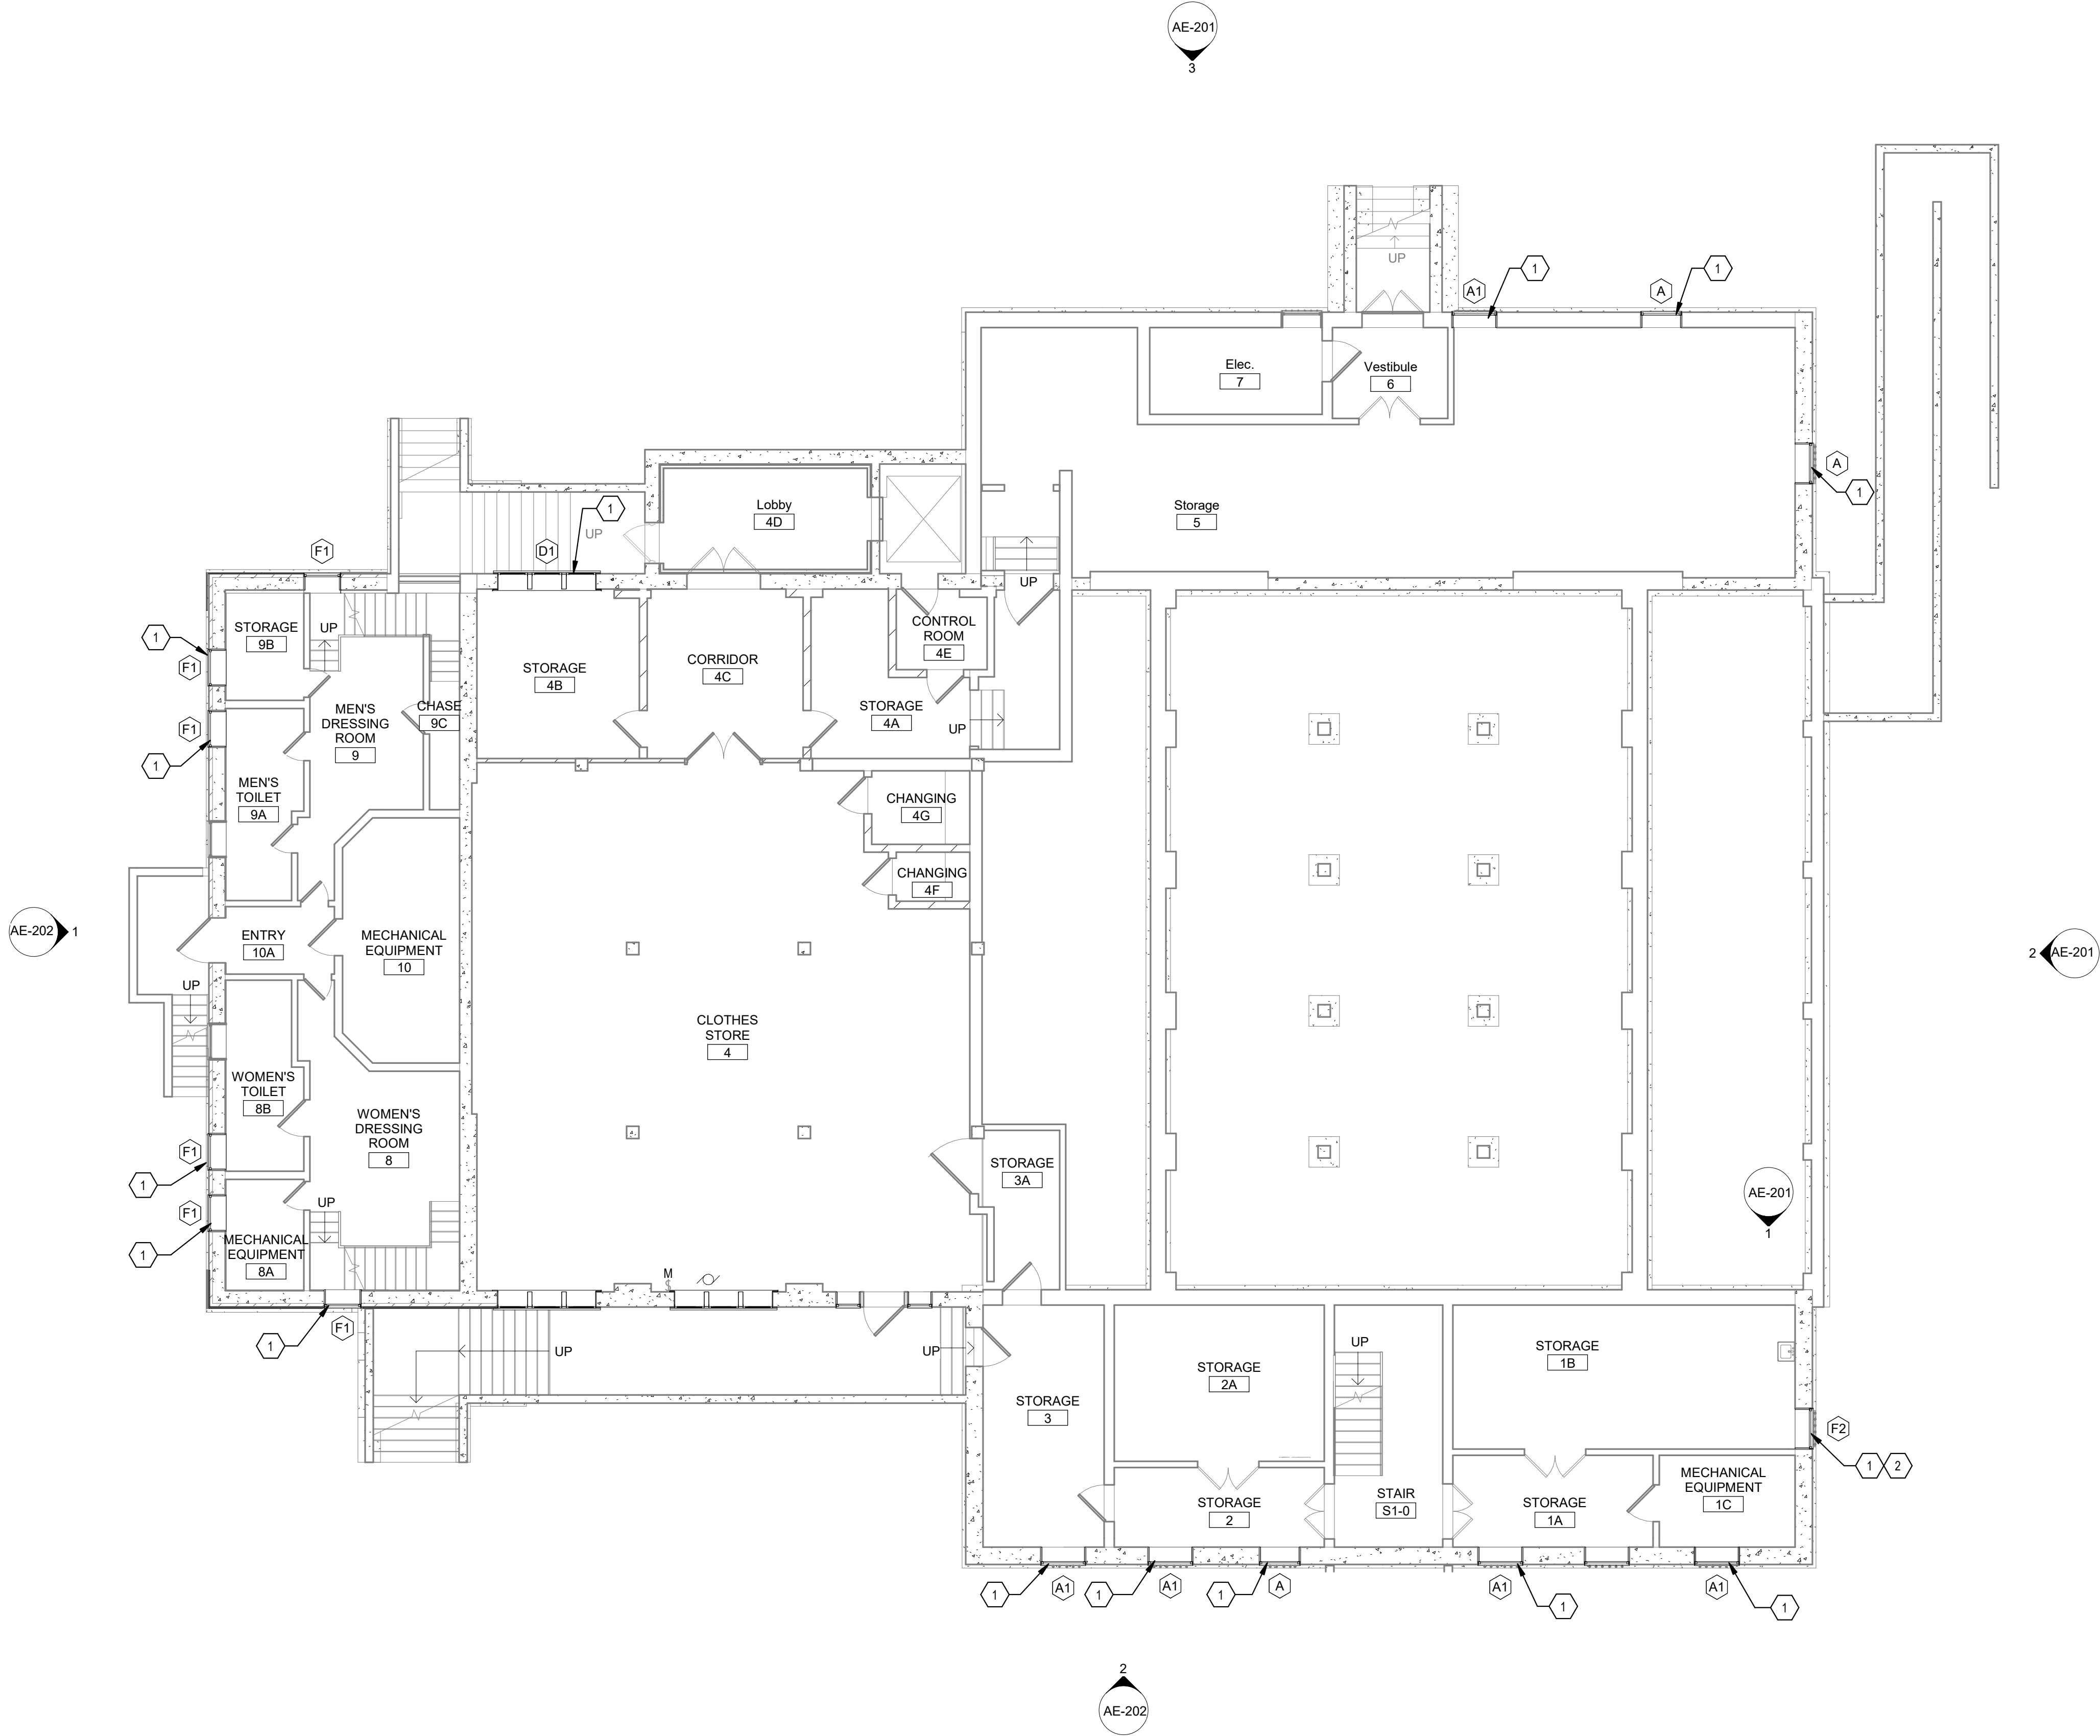 AE-201
3
UP
1
A1
1
A
Elec.
7
Vestibule
6
A
1
Lobby
4D
Storage
5
1
UP
D1
F1
UP
STORAGE
9B
UP
1
F1
CONTROL
ROOM
4E
CORRIDOR
4C
STORAGE
4B
MEN'S
DRESSING
ROOM
9
CHASE
9C
STORAGE
4A
UP
F1
1
MEN'S
TOILET
9A
CHANGING
4G
CHANGING
4F
AE-202
1
ENTRY
10A
MECHANICAL
EQUIPMENT
10
2
AE-201
UP
CLOTHES
STORE
4
WOMEN'S
TOILET
8B
WOMEN'S
DRESSING
ROOM
8
F1
1
STORAGE
3A
AE-201
1
UP
F1
1
MECHANICAL
EQUIPMENT
8A
M
1
F1
UP
UP
UP
STORAGE
1B
STORAGE
2A
STORAGE
3
F2
1
2
MECHANICAL
EQUIPMENT
1C
STAIR
S1-0
STORAGE
2
STORAGE
1A
1
A1
1
A1
1
A
A1
1
A1
1
2
AE-202